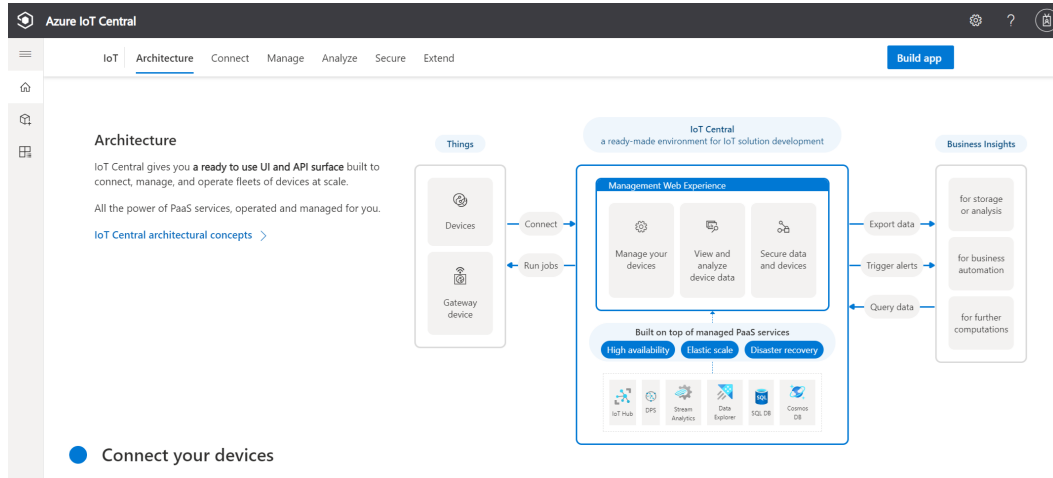 Azure IoT Central
?
IoT
Architecture
Connect
Manage
Analyze
Secure
Extend
Build app
Architecture
IoT Central gives you a ready to use UI and API surface built to
connect, manage, and operate fleets of devices at scale.
All the power of PaaS services, operated and managed for you.
IoT Central architectural concepts
Things
Devices
Gateway
device
Connect
Run jobs
IoT Central
a ready-made environment for IoT solution development
Management Web Experience
Manage your
devices
View and
analyze
device data
Secure data
and devices
Built on top of managed PaaS services
High availability
Elastic scale
Disaster recovery
IoT Hub
DPS
Stream
Analytics
Data
Explorer
SQL
SQL DB
Cosmos
DB
Export data
Trigger alerts
Query data
Business Insights
for storage
or analysis
for business
automation
for further
computations
Connect your devices